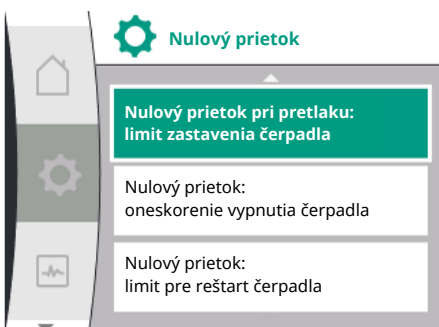 Nulový prietok
Nulový prietok pri pretlaku:
limit zastavenia čerpadla
Nulový prietok:
oneskorenie vypnutia čerpadla
Nulový prietok:
limit pre reštart čerpadla